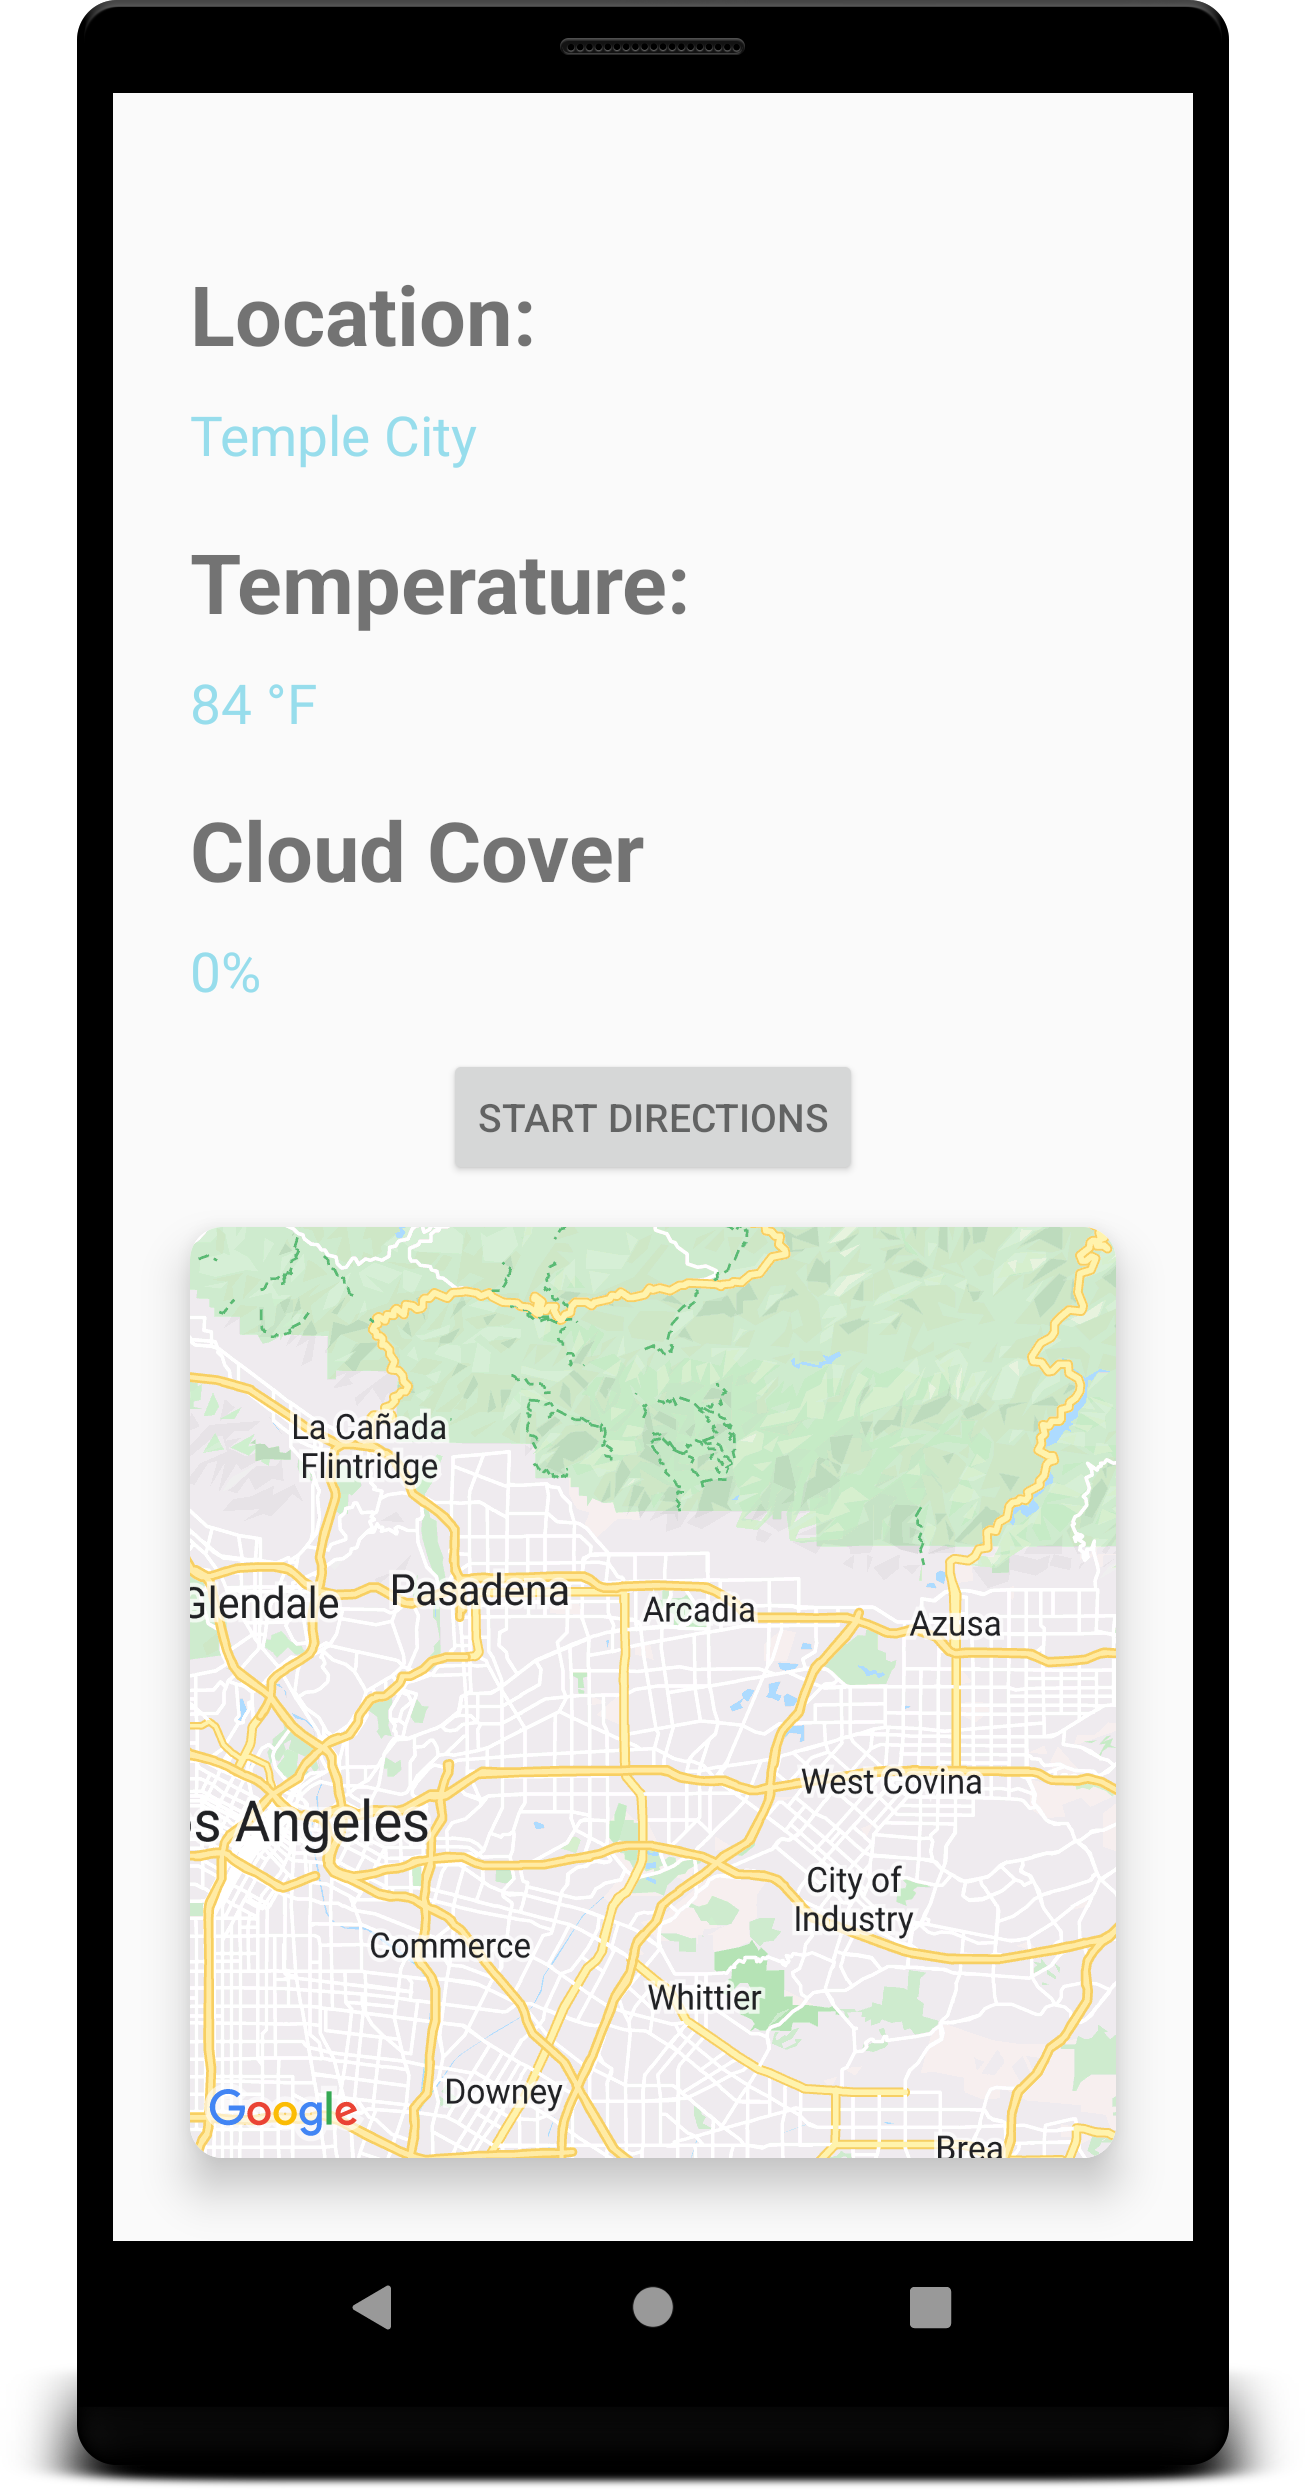 Location:
Temple City
Temperature:
84 °F
Cloud Cover
0%
START DIRECTIONS
La Cañada
Flintridge
Glendale
Pasadena
Arcadia
Azusa
West Covina
os Angeles
City of
Industry
Commerce
Whittier
Downey
Google
Brea